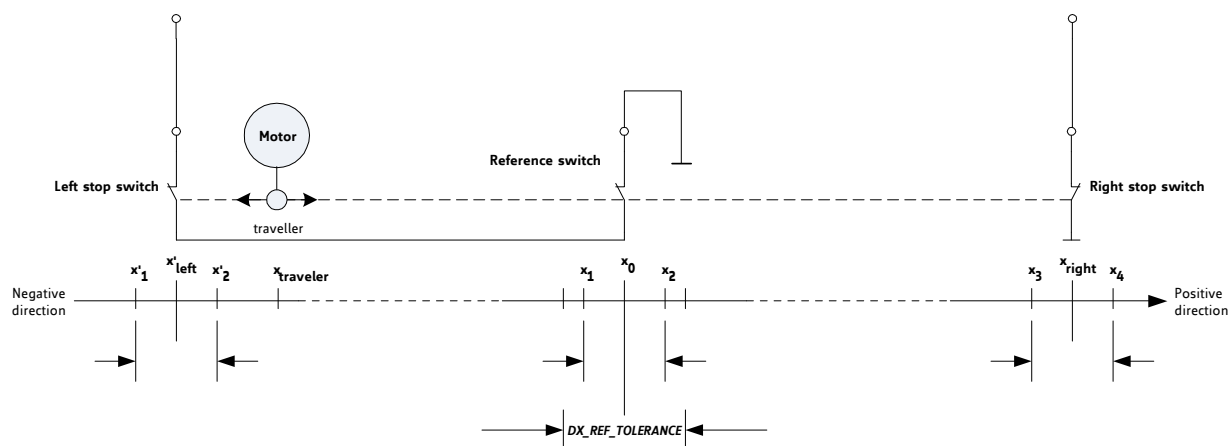 Motor
Reference switch
Left stop switch
Right stop switch
traveller
x'1
x'left
x'2
xtraveler
x1
x0
x2
x3
xright
x4
Negative
direction
Positive
direction
DX_REF_TOLERANCE